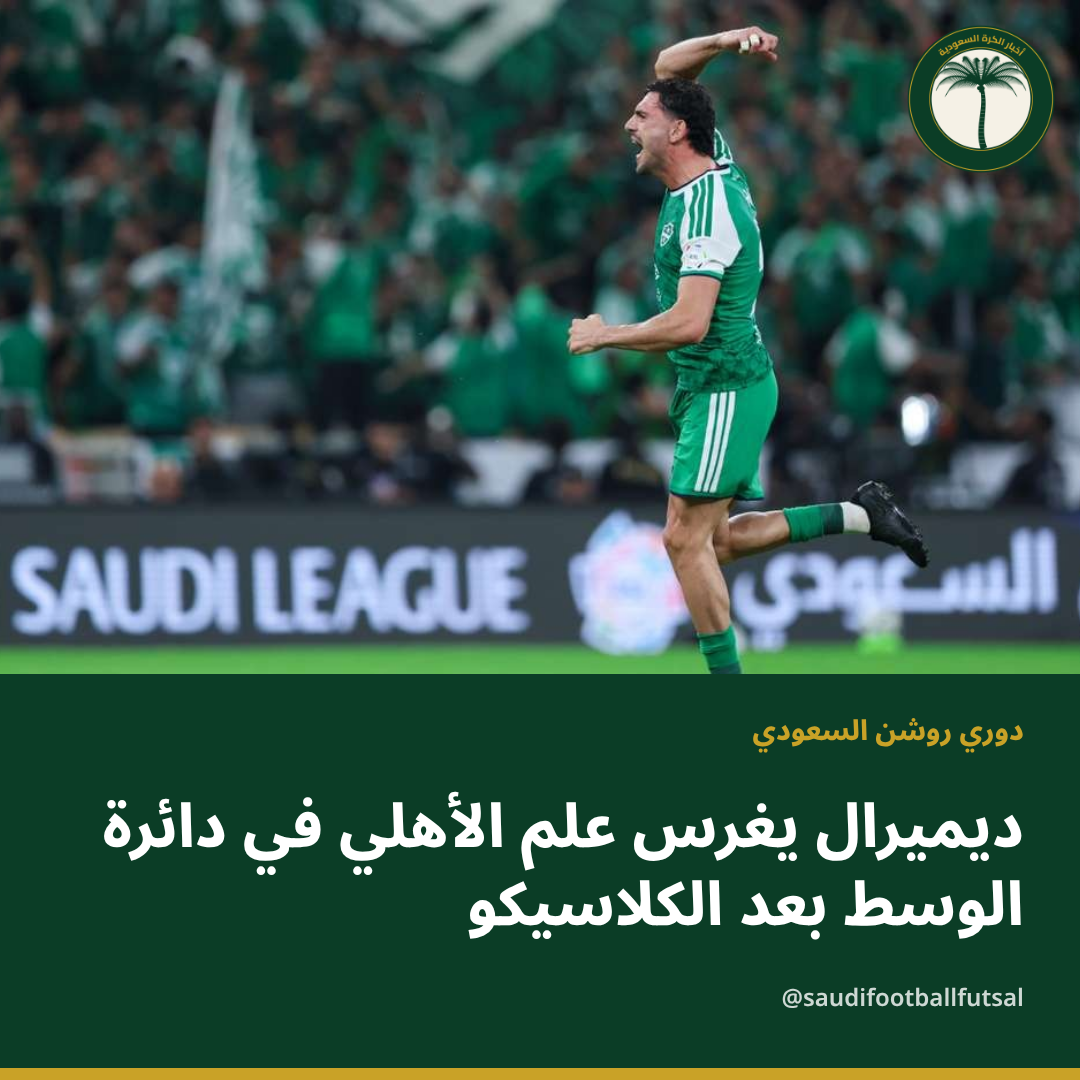 أخبار الكرة السعودية
SAUDI LEAGUE السعودي
دوري روشن السعودي
ديميرال يغرس علم الأهلي في دائرة
الوسط بعد الكلاسيكو
@saudifootballfutsal